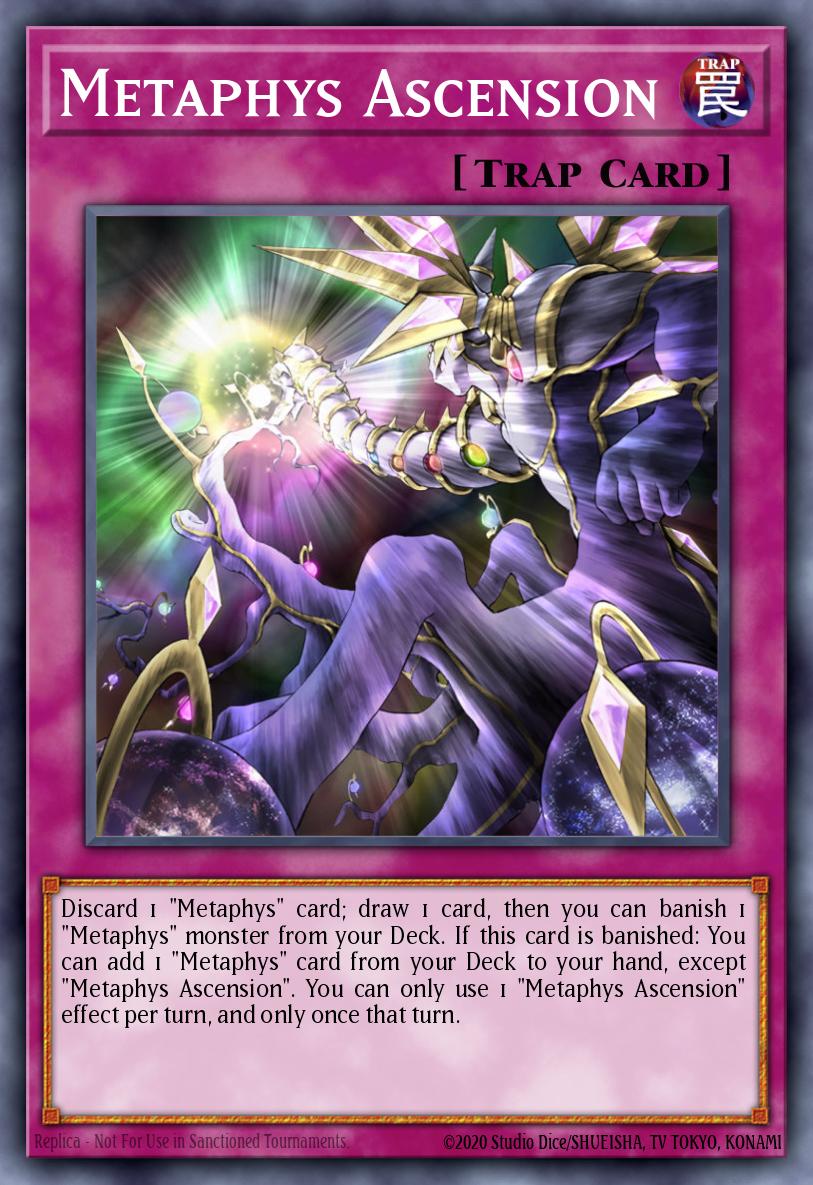 METAPHYS ASCENSION
TRAP
罠
[TRAP CARD]
Discard 1 "Metaphys" card; draw 1 card, then you can banish 1
"Metaphys" monster from your Deck. If this card is banished: You
can add 1 "Metaphys" card from your Deck to your hand, except
"Metaphys Ascension". You can only use 1 "Metaphys Ascension"
effect per turn, and only once that turn.
Replica - Not For Use in Sanctioned Tournaments.
©2020 Studio Dice/SHUEISHA, TV TOKYO, KONAMI